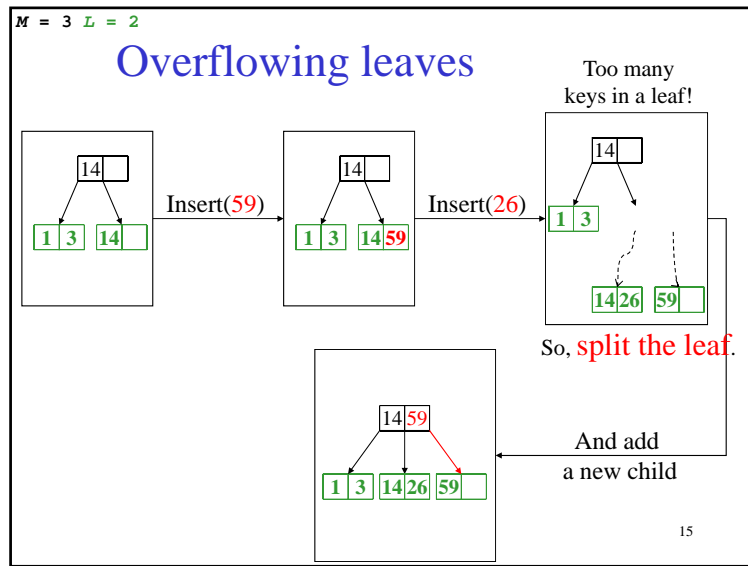 M = 3 L = 2
Overflowing leaves
Too many
keys in a leaf!
14
1 3 14
Insert(59)
14
1 3 14 59
Insert(26)
14
1 3
14 26 59
So, split the leaf.
14 59
1 3 14 26 59
And add
a new child
15